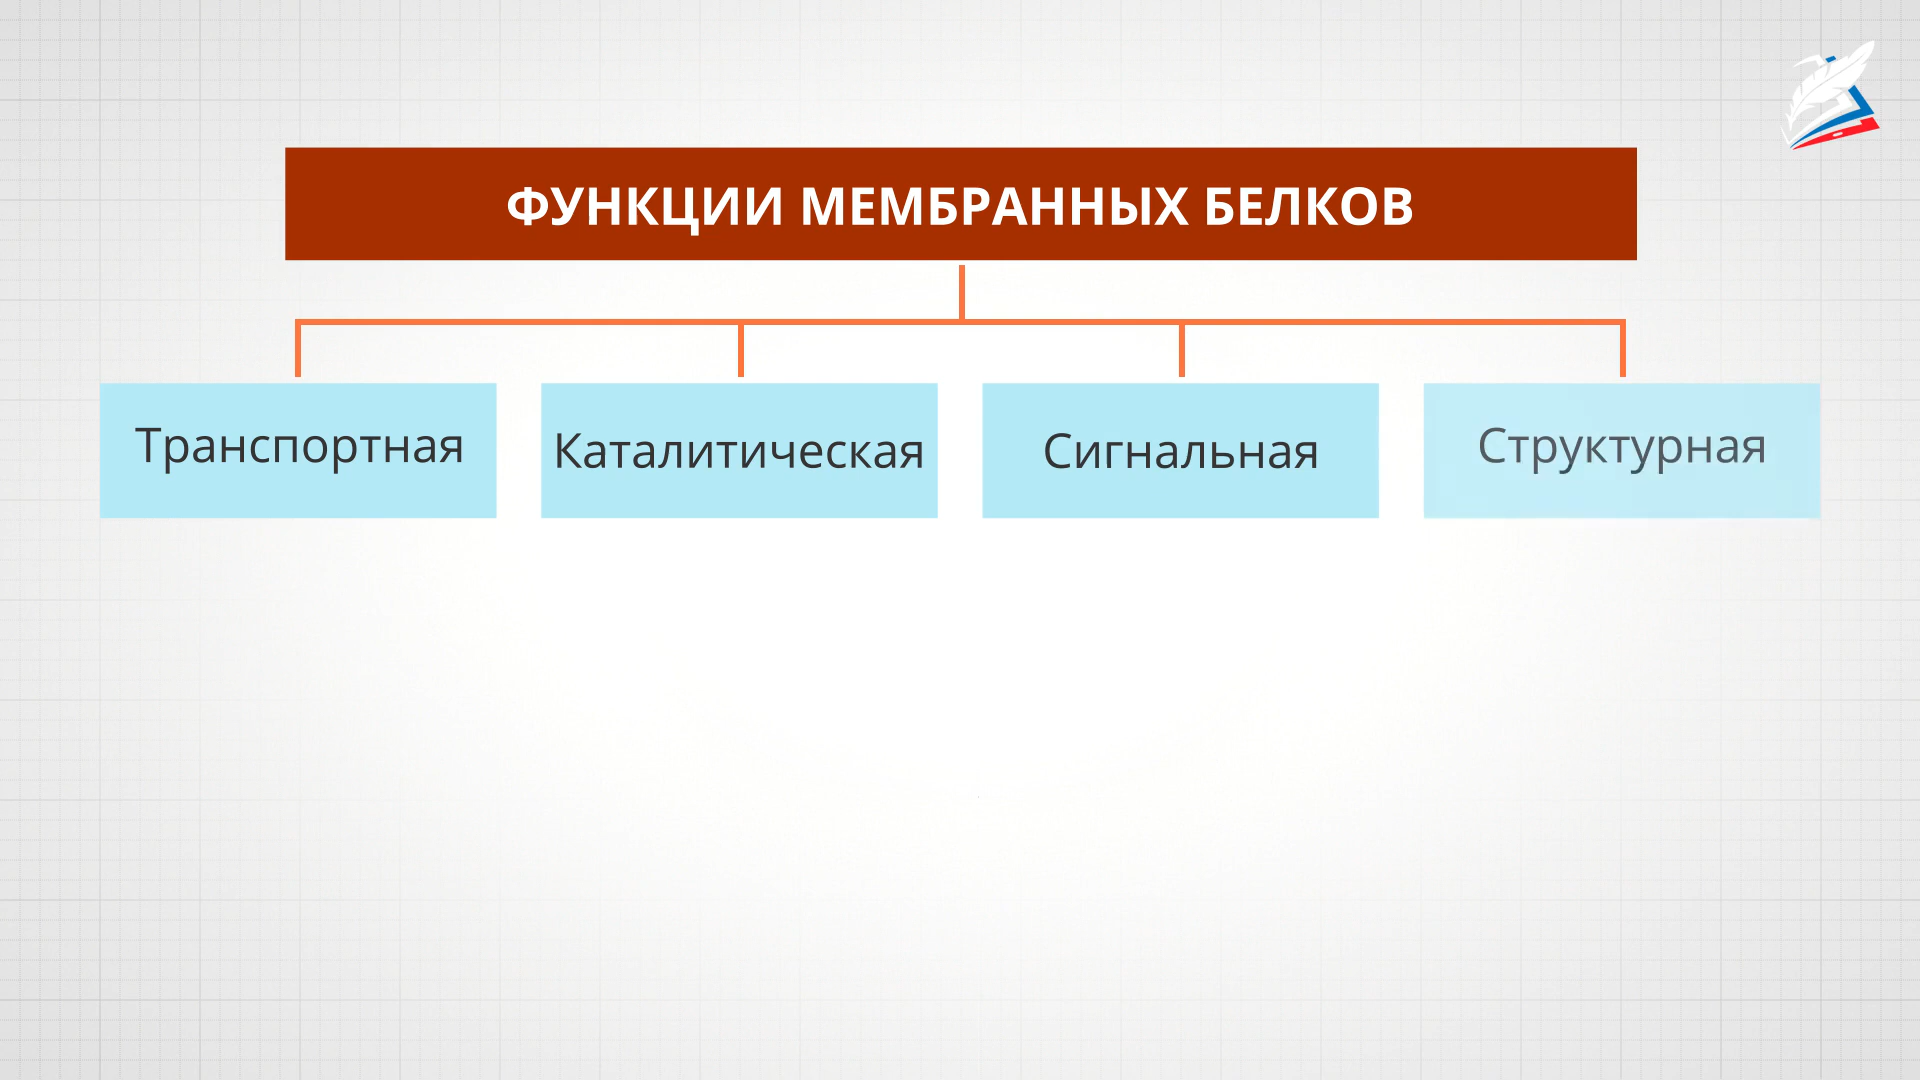 ФУНКЦИИ МЕМБРАННЫХ БЕЛКОВ
Транспортная
Каталитическая
Сигнальная
Структурная